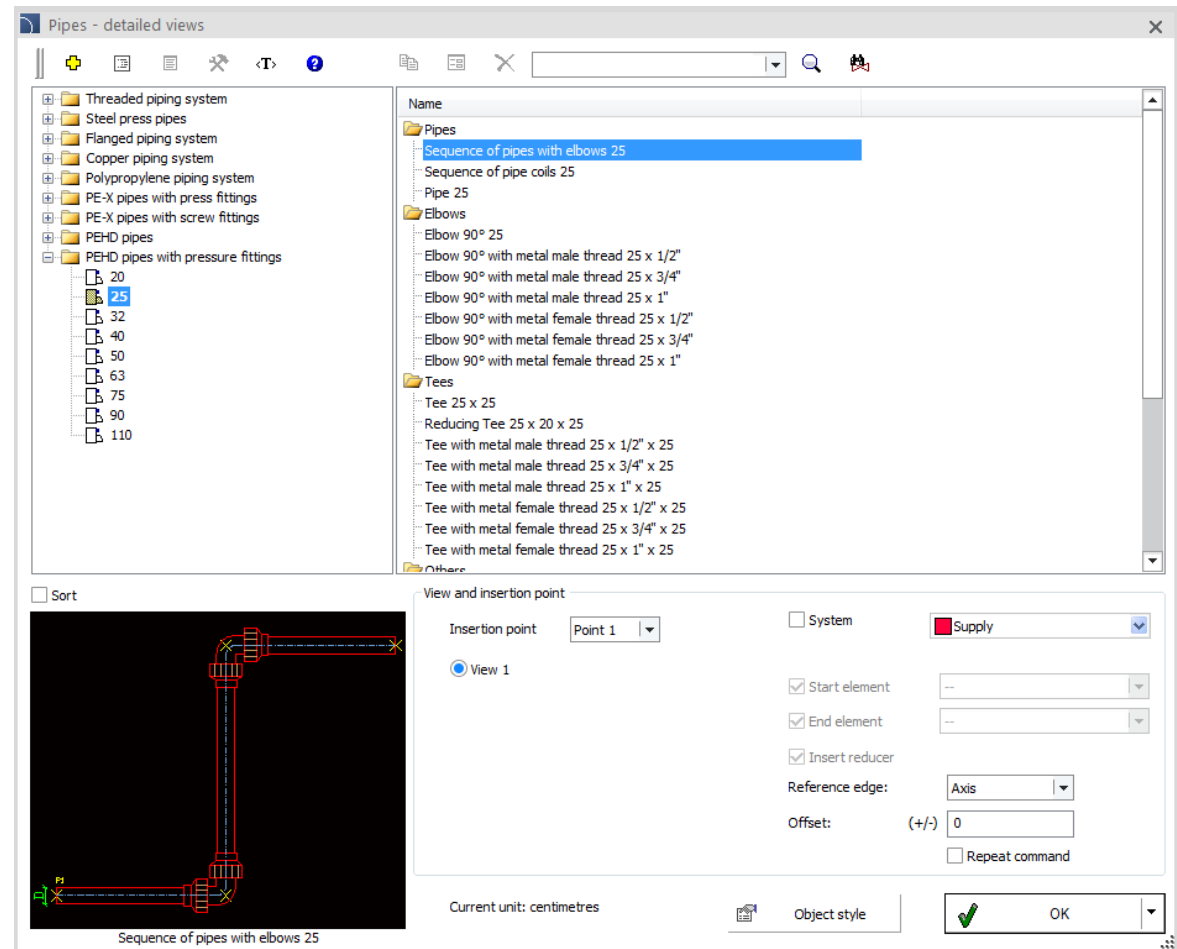 Pipes - detailed views
<T>
Threaded piping system
Steel press pipes
Flanged piping system
Copper piping system
Polypropylene piping system
PE-X pipes with press fittings
PE-X pipes with screw fittings
PEHD pipes
PEHD pipes with pressure fittings
20
25
32
40
50
63
75
90
110
Name
Pipes
Sequence of pipes with elbows 25
Sequence of pipe coils 25
Pipe 25
Elbows
Elbow 90° 25
Elbow 90° with metal male thread 25 x 1/2"
Elbow 90° with metal male thread 25 x 3/4"
Elbow 90° with metal male thread 25 x 1"
Elbow 90° with metal female thread 25 x 1/2"
Elbow 90° with metal female thread 25 x 3/4"
Elbow 90° with metal female thread 25 x 1"
Tees
Tee 25 x 25
Reducing Tee 25 x 20 x 25
Tee with metal male thread 25 x 1/2" x 25
Tee with metal male thread 25 x 3/4" x 25
Tee with metal male thread 25 x 1" x 25
Tee with metal female thread 25 x 1/2" x 25
Tee with metal female thread 25 x 3/4" x 25
Tee with metal female thread 25 x 1" x 25
Others
Sort
P1
D
Sequence of pipes with elbows 25
View and insertion point
Insertion point Point 1
View 1
System Supply
Start element --
End element --
Insert reducer
Reference edge: Axis
Offset: (+/-) 0
Repeat command
Current unit: centimetres
Object style
OK